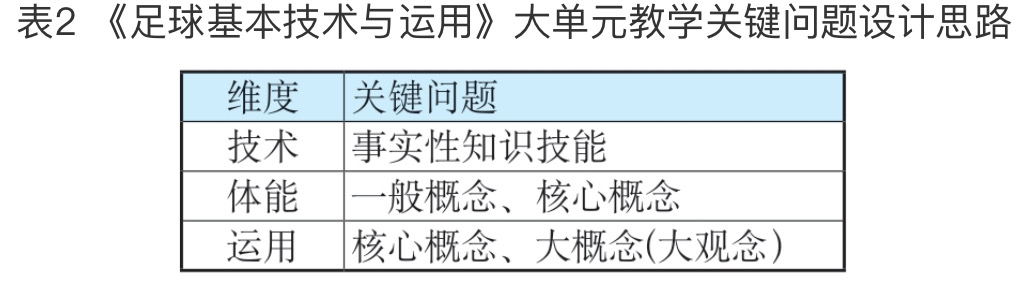 表2 《足球基本技术与运用》大单元教学关键问题设计思路
维度 关键问题
技术 事实性知识技能
体能 一般概念、核心概念
运用 核心概念、大概念(大观念)